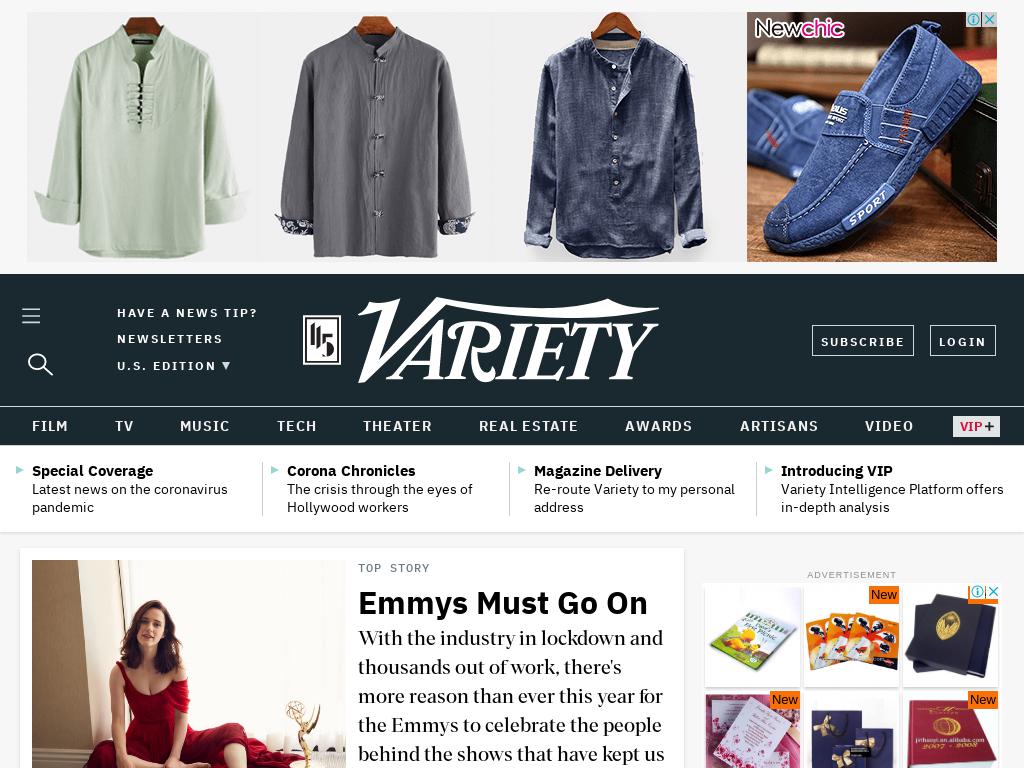 Newchic
SPORT
HAVE A NEWS TIP?
NEWSLETTERS
U.S. EDITION ▼
115
VARIETY
SUBSCRIBE
LOGIN
FILM
TV
MUSIC
TECH
THEATER
REAL ESTATE
AWARDS
ARTISANS
VIDEO
VIP+
Special Coverage
Latest news on the coronavirus
pandemic
Corona Chronicles
The crisis through the eyes of
Hollywood workers
Magazine Delivery
Re-route Variety to my personal
address
Introducing VIP
Variety Intelligence Platform offers
in-depth analysis
TOP STORY
Emmys Must Go On
With the industry in lockdown and
thousands out of work, there's
more reason than ever this year for
the Emmys to celebrate the people
behind the shows that have kept us
ADVERTISEMENT
New
New
New
2007 - 2008